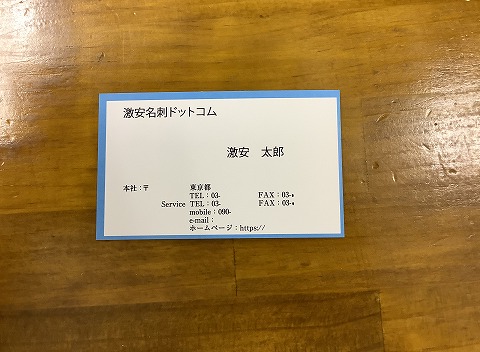 激安名刺ドットコム
激安　太郎
本社：〒　東京都
TEL：03-　FAX：03-
Service TEL：03-　FAX：03-
mobile：090-
e-mail：
ホームページ：https://